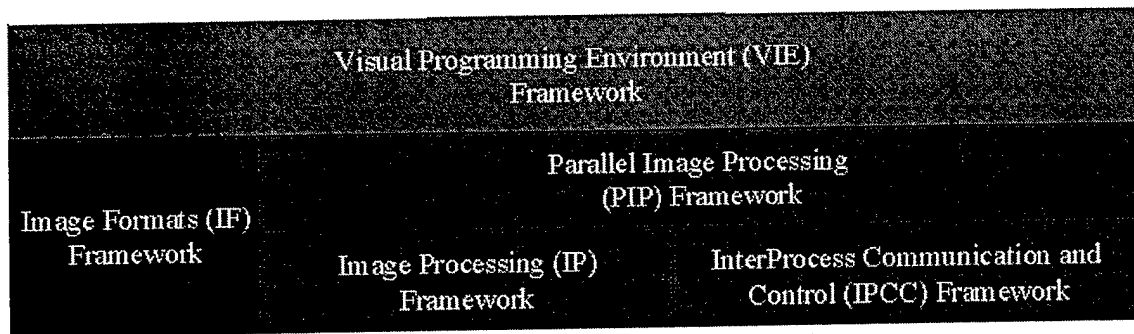 Visual Programming Environment (VIE)
Framework
Parallel Image Processing
(PIP) Framework
Image Formats (IF)
Framework
Image Processing (IP)
Framework
InterProcess Communication and
Control (IPCC) Framework